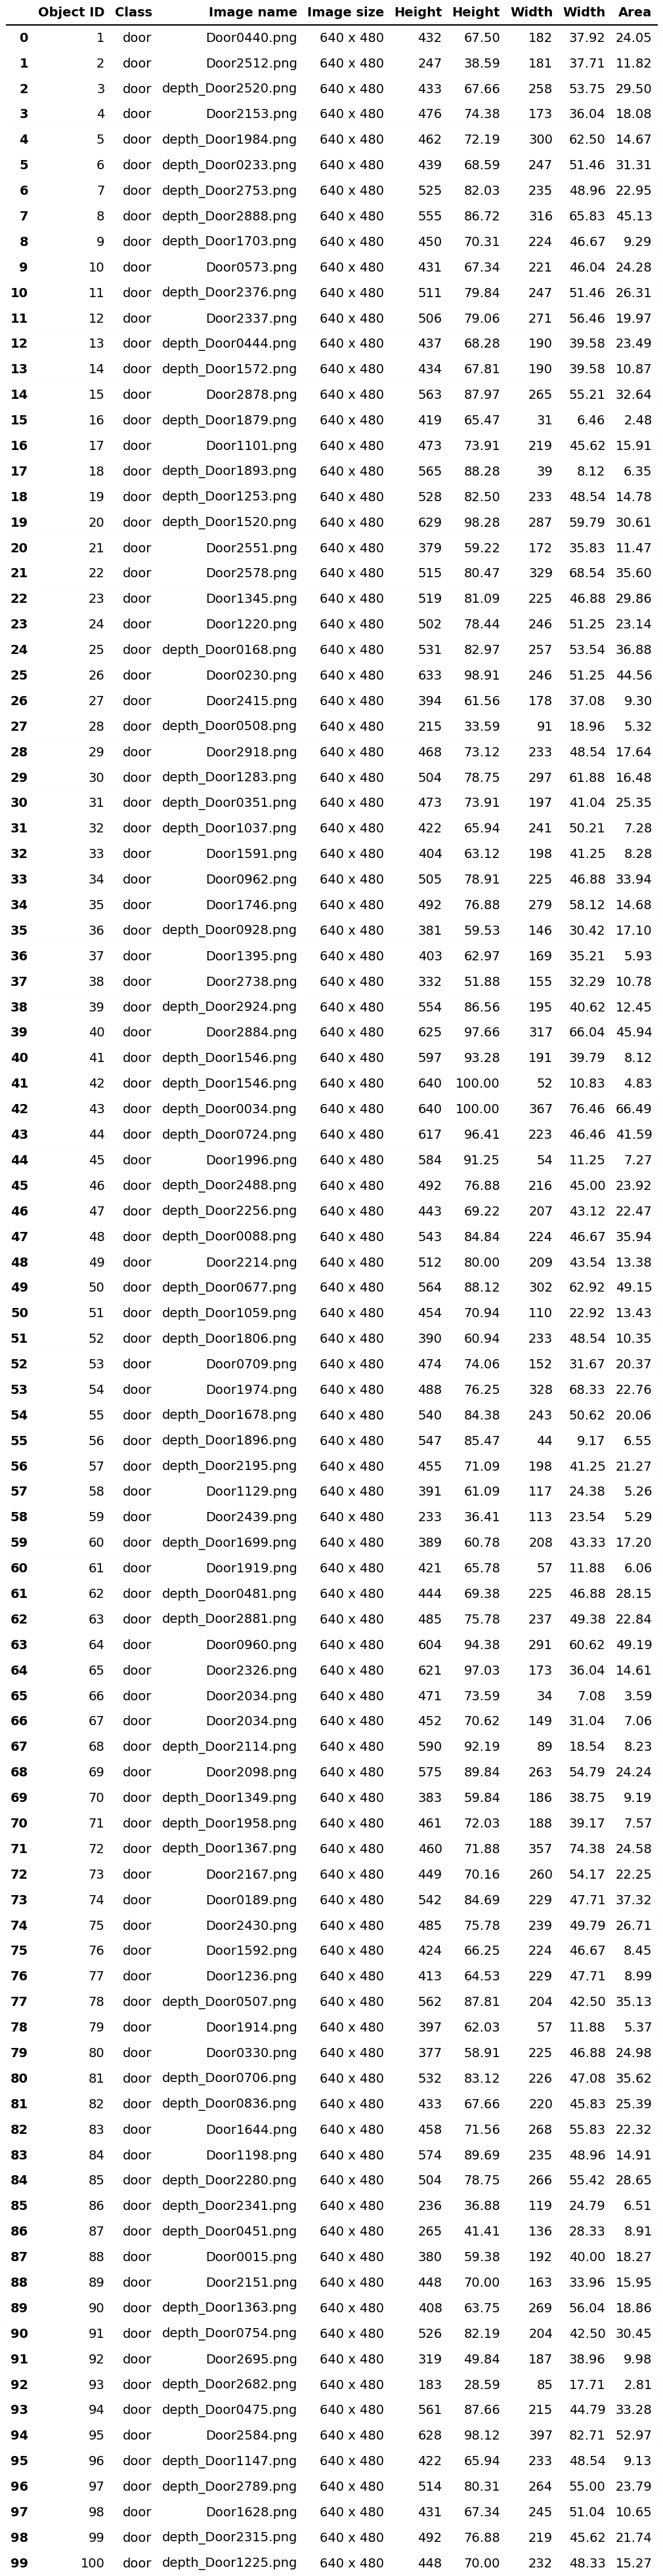 Object ID Class Image name Image size Height Height Width Width Area
0 1 door Door0440.png 640 x 480 432 67.50 182 37.92 24.05
1 2 door Door2512.png 640 x 480 247 38.59 181 37.71 11.82
2 3 door depth_Door2520.png 640 x 480 433 67.66 258 53.75 29.50
3 4 door Door2153.png 640 x 480 476 74.38 173 36.04 18.08
4 5 door depth_Door1984.png 640 x 480 462 72.19 300 62.50 14.67
5 6 door depth_Door0233.png 640 x 480 439 68.59 247 51.46 31.31
6 7 door depth_Door2753.png 640 x 480 525 82.03 235 48.96 22.95
7 8 door depth_Door2888.png 640 x 480 555 86.72 316 65.83 45.13
8 9 door depth_Door1703.png 640 x 480 450 70.31 224 46.67 9.29
9 10 door Door0573.png 640 x 480 431 67.34 221 46.04 24.28
10 11 door depth_Door2376.png 640 x 480 511 79.84 247 51.46 26.31
11 12 door Door2337.png 640 x 480 506 79.06 271 56.46 19.97
12 13 door depth_Door0444.png 640 x 480 437 68.28 190 39.58 23.49
13 14 door depth_Door1572.png 640 x 480 434 67.81 190 39.58 10.87
14 15 door Door2878.png 640 x 480 563 87.97 265 55.21 32.64
15 16 door depth_Door1879.png 640 x 480 419 65.47 31 6.46 2.48
16 17 door Door1101.png 640 x 480 473 73.91 219 45.62 15.91
17 18 door depth_Door1893.png 640 x 480 565 88.28 39 8.12 6.35
18 19 door depth_Door1253.png 640 x 480 528 82.50 233 48.54 14.78
19 20 door depth_Door1520.png 640 x 480 629 98.28 287 59.79 30.61
20 21 door Door2551.png 640 x 480 379 59.22 172 35.83 11.47
21 22 door Door2578.png 640 x 480 515 80.47 329 68.54 35.60
22 23 door Door1345.png 640 x 480 519 81.09 225 46.88 29.86
23 24 door Door1220.png 640 x 480 502 78.44 246 51.25 23.14
24 25 door depth_Door0168.png 640 x 480 531 82.97 257 53.54 36.88
25 26 door Door0230.png 640 x 480 633 98.91 246 51.25 44.56
26 27 door Door2415.png 640 x 480 394 61.56 178 37.08 9.30
27 28 door depth_Door0508.png 640 x 480 215 33.59 91 18.96 5.32
28 29 door Door2918.png 640 x 480 468 73.12 233 48.54 17.64
29 30 door depth_Door1283.png 640 x 480 504 78.75 297 61.88 16.48
30 31 door depth_Door0351.png 640 x 480 473 73.91 197 41.04 25.35
31 32 door depth_Door1037.png 640 x 480 422 65.94 241 50.21 7.28
32 33 door Door1591.png 640 x 480 404 63.12 198 41.25 8.28
33 34 door Door0962.png 640 x 480 505 78.91 225 46.88 33.94
34 35 door Door1746.png 640 x 480 492 76.88 279 58.12 14.68
35 36 door depth_Door0928.png 640 x 480 381 59.53 146 30.42 17.10
36 37 door Door1395.png 640 x 480 403 62.97 169 35.21 5.93
37 38 door Door2738.png 640 x 480 332 51.88 155 32.29 10.78
38 39 door depth_Door2924.png 640 x 480 554 86.56 195 40.62 12.45
39 40 door Door2884.png 640 x 480 625 97.66 317 66.04 45.94
40 41 door depth_Door1546.png 640 x 480 597 93.28 191 39.79 8.12
41 42 door depth_Door1546.png 640 x 480 640 100.00 52 10.83 4.83
42 43 door depth_Door0034.png 640 x 480 640 100.00 367 76.46 66.49
43 44 door depth_Door0724.png 640 x 480 617 96.41 223 46.46 41.59
44 45 door Door1996.png 640 x 480 584 91.25 54 11.25 7.27
45 46 door depth_Door2488.png 640 x 480 492 76.88 216 45.00 23.92
46 47 door depth_Door2256.png 640 x 480 443 69.22 207 43.12 22.47
47 48 door depth_Door0088.png 640 x 480 543 84.84 224 46.67 35.94
48 49 door Door2214.png 640 x 480 512 80.00 209 43.54 13.38
49 50 door depth_Door0677.png 640 x 480 564 88.12 302 62.92 49.15
50 51 door depth_Door1059.png 640 x 480 454 70.94 110 22.92 13.43
51 52 door depth_Door1806.png 640 x 480 390 60.94 233 48.54 10.35
52 53 door Door0709.png 640 x 480 474 74.06 152 31.67 20.37
53 54 door Door1974.png 640 x 480 488 76.25 328 68.33 22.76
54 55 door depth_Door1678.png 640 x 480 540 84.38 243 50.62 20.06
55 56 door depth_Door1896.png 640 x 480 547 85.47 44 9.17 6.55
56 57 door depth_Door2195.png 640 x 480 455 71.09 198 41.25 21.27
57 58 door Door1129.png 640 x 480 391 61.09 117 24.38 5.26
58 59 door Door2439.png 640 x 480 233 36.41 113 23.54 5.29
59 60 door depth_Door1699.png 640 x 480 389 60.78 208 43.33 17.20
60 61 door Door1919.png 640 x 480 421 65.78 57 11.88 6.06
61 62 door depth_Door0481.png 640 x 480 444 69.38 225 46.88 28.15
62 63 door depth_Door2881.png 640 x 480 485 75.78 237 49.38 22.84
63 64 door Door0960.png 640 x 480 604 94.38 291 60.62 49.19
64 65 door Door2326.png 640 x 480 621 97.03 173 36.04 14.61
65 66 door Door2034.png 640 x 480 471 73.59 34 7.08 3.59
66 67 door Door2034.png 640 x 480 452 70.62 149 31.04 7.06
67 68 door depth_Door2114.png 640 x 480 590 92.19 89 18.54 8.23
68 69 door Door2098.png 640 x 480 575 89.84 263 54.79 24.24
69 70 door depth_Door1349.png 640 x 480 383 59.84 186 38.75 9.19
70 71 door depth_Door1958.png 640 x 480 461 72.03 188 39.17 7.57
71 72 door depth_Door1367.png 640 x 480 460 71.88 357 74.38 24.58
72 73 door Door2167.png 640 x 480 449 70.16 260 54.17 22.25
73 74 door Door0189.png 640 x 480 542 84.69 229 47.71 37.32
74 75 door Door2430.png 640 x 480 485 75.78 239 49.79 26.71
75 76 door Door1592.png 640 x 480 424 66.25 224 46.67 8.45
76 77 door Door1236.png 640 x 480 413 64.53 229 47.71 8.99
77 78 door depth_Door0507.png 640 x 480 562 87.81 204 42.50 35.13
78 79 door Door1914.png 640 x 480 397 62.03 57 11.88 5.37
79 80 door Door0330.png 640 x 480 377 58.91 225 46.88 24.98
80 81 door depth_Door0706.png 640 x 480 532 83.12 226 47.08 35.62
81 82 door depth_Door0836.png 640 x 480 433 67.66 220 45.83 25.39
82 83 door Door1644.png 640 x 480 458 71.56 268 55.83 22.32
83 84 door Door1198.png 640 x 480 574 89.69 235 48.96 14.91
84 85 door depth_Door2280.png 640 x 480 504 78.75 266 55.42 28.65
85 86 door depth_Door2341.png 640 x 480 236 36.88 119 24.79 6.51
86 87 door depth_Door0451.png 640 x 480 265 41.41 136 28.33 8.91
87 88 door Door0015.png 640 x 480 380 59.38 192 40.00 18.27
88 89 door Door2151.png 640 x 480 448 70.00 163 33.96 15.95
89 90 door depth_Door1363.png 640 x 480 408 63.75 269 56.04 18.86
90 91 door depth_Door0754.png 640 x 480 526 82.19 204 42.50 30.45
91 92 door Door2695.png 640 x 480 319 49.84 187 38.96 9.98
92 93 door depth_Door2682.png 640 x 480 183 28.59 85 17.71 2.81
93 94 door depth_Door0475.png 640 x 480 561 87.66 215 44.79 33.28
94 95 door Door2584.png 640 x 480 628 98.12 397 82.71 52.97
95 96 door depth_Door1147.png 640 x 480 422 65.94 233 48.54 9.13
96 97 door depth_Door2789.png 640 x 480 514 80.31 264 55.00 23.79
97 98 door Door1628.png 640 x 480 431 67.34 245 51.04 10.65
98 99 door depth_Door2315.png 640 x 480 492 76.88 219 45.62 21.74
99 100 door depth_Door1225.png 640 x 480 448 70.00 232 48.33 15.27